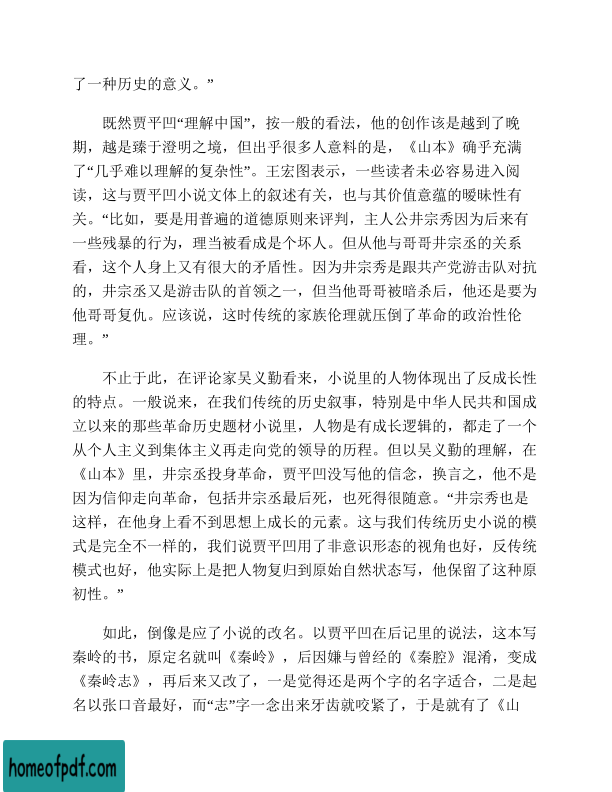 了一种历史的意义。”
既然贾平凹“理解中国”，按一般的看法，他的创作该是越到了晚
期，越是臻于澄明之境，但出乎很多人意料的是，《山本》确乎充满
了“几乎难以理解的复杂性”。王宏图表示，一些读者未必容易进入阅
读，这与贾平凹小说文体上的叙述有关，也与其价值意蕴的暧昧性有
关。“比如，要是用普遍的道德原则来评判，主人公井宗秀因为后来有
一些残暴的行为，理当被看成是个坏人。但从他与哥哥井宗丞的关系
看，这个人身上又有很大的矛盾性。因为井宗秀是跟共产党游击队对抗
的，井宗丞又是游击队的首领之一，但当他哥哥被暗杀后，他还是要为
他哥哥复仇。应该说，这时传统的家族伦理就压倒了革命的政治性伦
理。”
不止于此，在评论家吴义勤看来，小说里的人物体现出了反成长性
的特点。一般说来，在我们传统的历史叙事，特别是中华人民共和国成
立以来的那些革命历史题材小说里，人物是有成长逻辑的，都走了一个
从个人主义到集体主义再走向党的领导的历程。但以吴义勤的理解，在
《山本》里，井宗丞投身革命，贾平凹没写他的信念，换言之，他不是
因为信仰走向革命，包括井宗丞最后死，也死得很随意。“井宗秀也是
这样，在他身上看不到思想上成长的元素。这与我们传统历史小说的模
式是完全不一样的，我们说贾平凹用了非意识形态的视角也好，反传统
模式也好，他实际上是把人物复归到原始自然状态写，他保留了这种原
初性。”
如此，倒像是应了小说的改名。以贾平凹在后记里的说法，这本写
秦岭的书，原定名就叫《秦岭》，后因嫌与曾经的《秦腔》混淆，变成
《秦岭志》，再后来又改了，一是觉得还是两个字的名字适合，二是起
名以张口音最好，而“志”字一念出来牙齿就咬紧了，于是就有了《山
homeofpdf.com